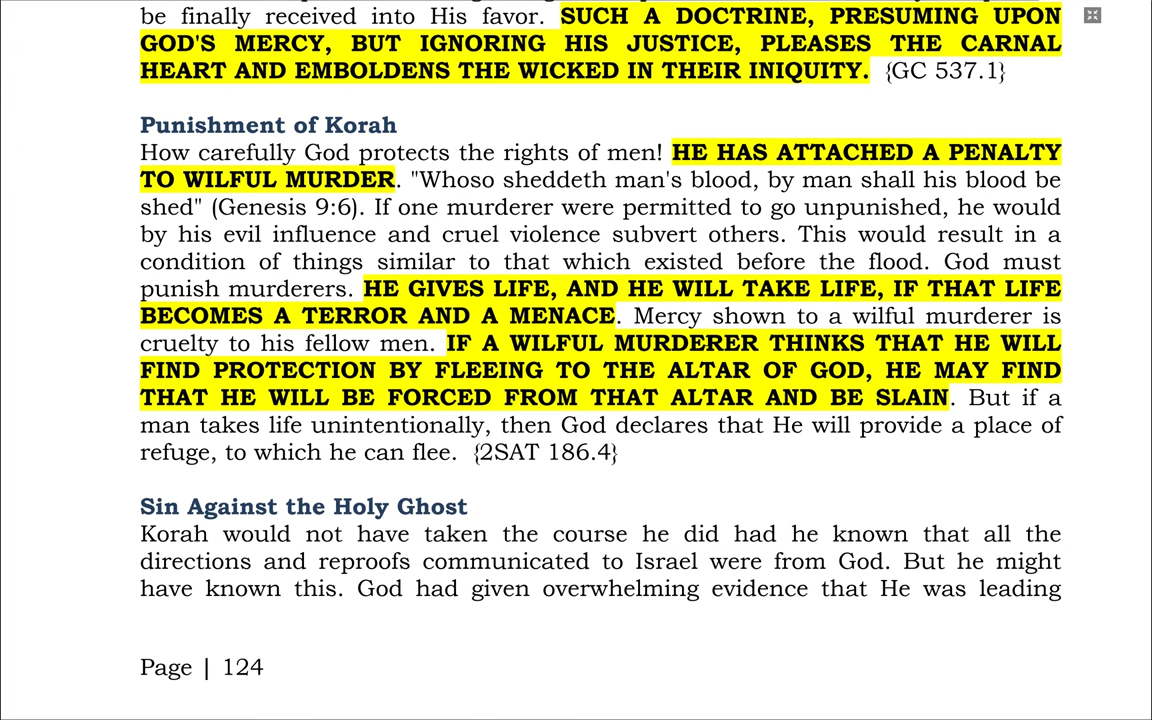 be finally received into His favor. SUCH A DOCTRINE, PRESUMING UPON
GOD'S MERCY, BUT IGNORING HIS JUSTICE, PLEASES THE CARNAL
HEART AND EMBOLDENS THE WICKED IN THEIR INIQUITY. {GC 537.1}
Punishment of Korah
How carefully God protects the rights of men! HE HAS ATTACHED A PENALTY
TO WILFUL MURDER. "Whoso sheddeth man's blood, by man shall his blood be
shed" (Genesis 9:6). If one murderer were permitted to go unpunished, he would
by his evil influence and cruel violence subvert others. This would result in a
condition of things similar to that which existed before the flood. God must
punish murderers. HE GIVES LIFE, AND HE WILL TAKE LIFE, IF THAT LIFE
BECOMES A TERROR AND A MENACE. Mercy shown to a wilful murderer is
cruelty to his fellow men. IF A WILFUL MURDERER THINKS THAT HE WILL
FIND PROTECTION BY FLEEING TO THE ALTAR OF GOD, HE MAY FIND
THAT HE WILL BE FORCED FROM THAT ALTAR AND BE SLAIN. But if a
man takes life unintentionally, then God declares that He will provide a place of
refuge, to which he can flee. {2SAT 186.4}
Sin Against the Holy Ghost
Korah would not have taken the course he did had he known that all the
directions and reproofs communicated to Israel were from God. But he might
have known this. God had given overwhelming evidence that He was leading
Page | 124